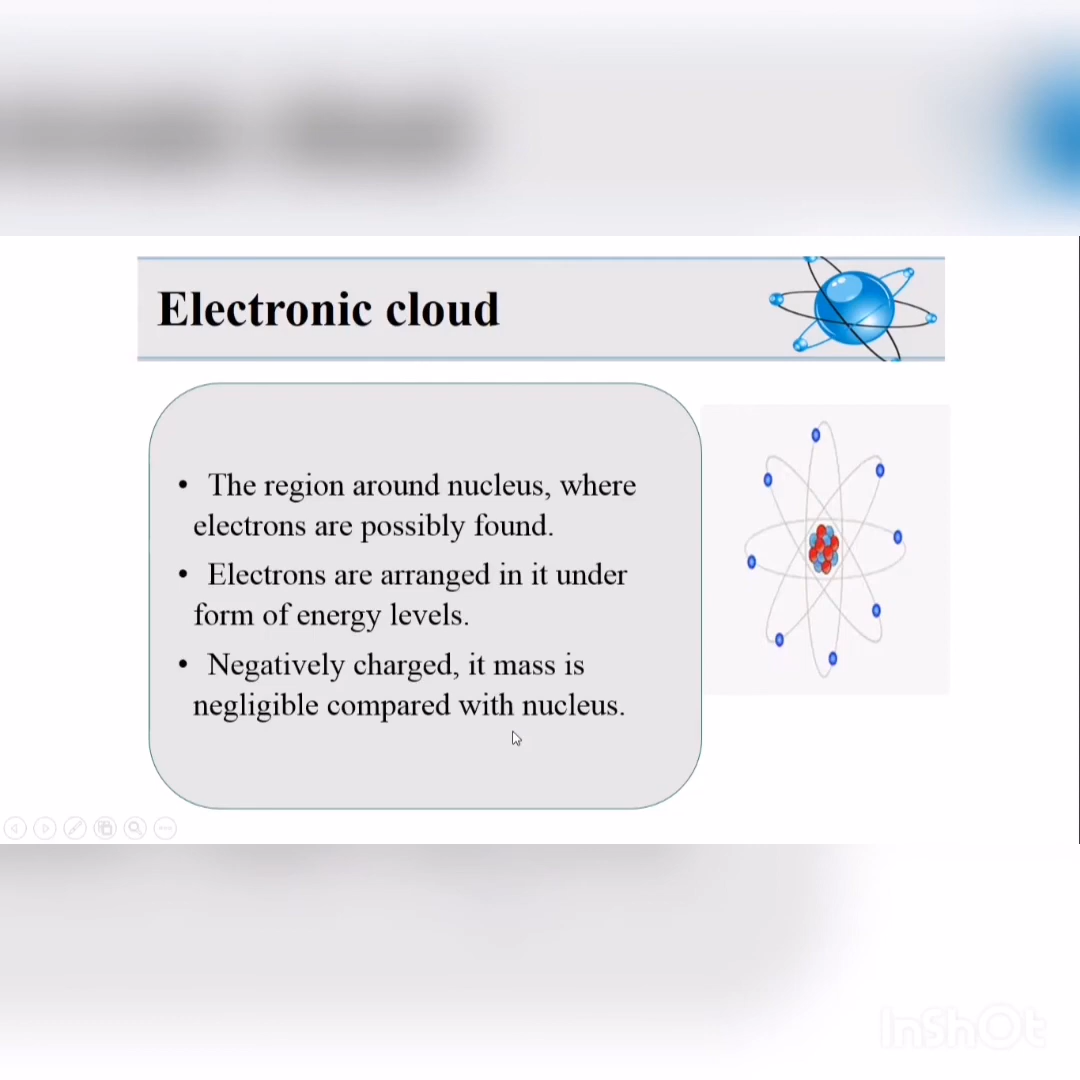 Electronic cloud
• The region around nucleus, where
electrons are possibly found.
• Electrons are arranged in it under
form of energy levels.
• Negatively charged, it mass is
negligible compared with nucleus.
InShOt